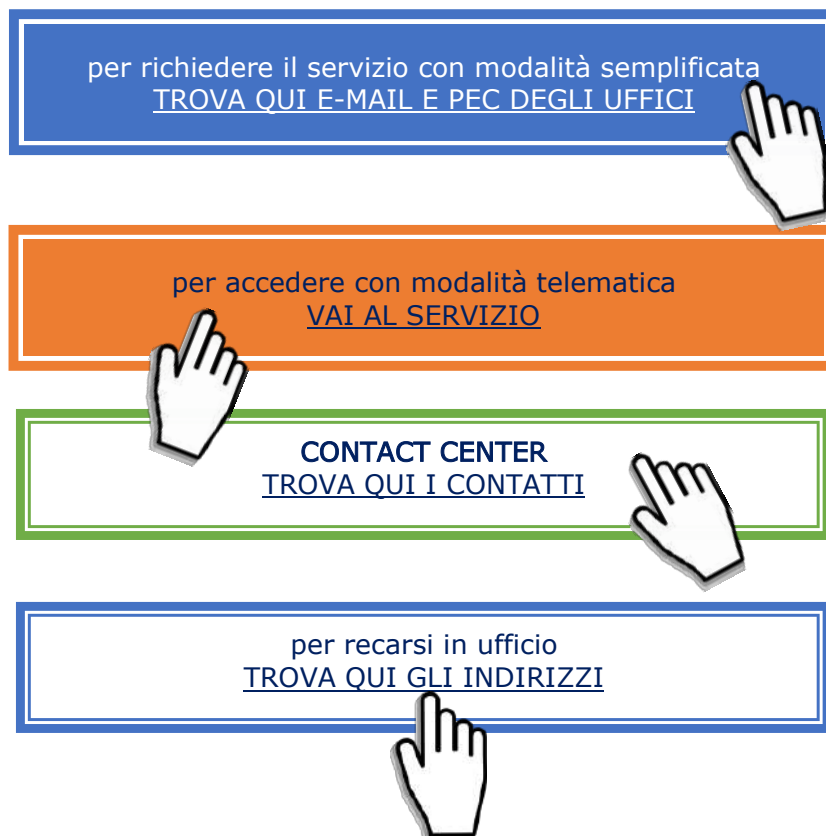 per richiedere il servizio con modalità semplificata
TROVA QUI E-MAIL E PEC DEGLI UFFICI
per accedere con modalità telematica
VAI AL SERVIZIO
CONTACT CENTER
TROVA QUI I CONTATTI
per recarsi in ufficio
TROVA QUI GLI INDIRIZZI